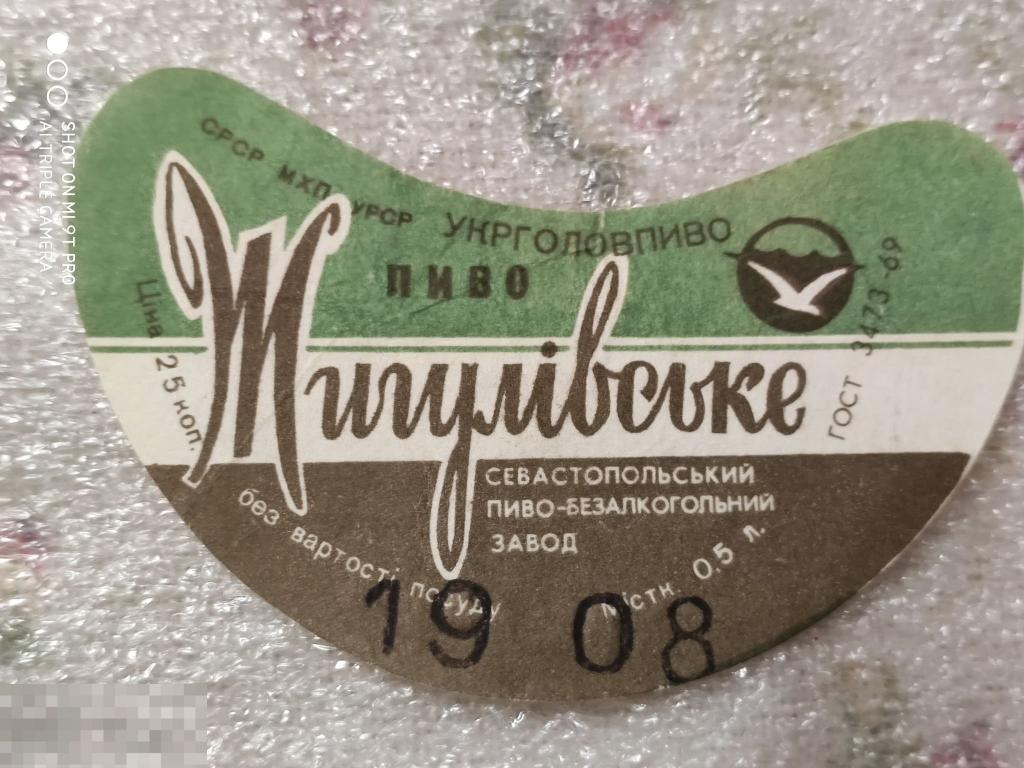 СРСР МХП УРСР УКРГОЛОВПИВО
ПИВО
Жигулівське
Ціна 25 коп.
ГОСТ 3473-69
СЕВАСТОПОЛЬСЬКИЙ
ПИВО-БЕЗАЛКОГОЛЬНИЙ
ЗАВОД
без вартості посуду
Містк. 0.5 л.
19 08
SHOT ON MI 9T PRO
AI TRIPLE CAMERA